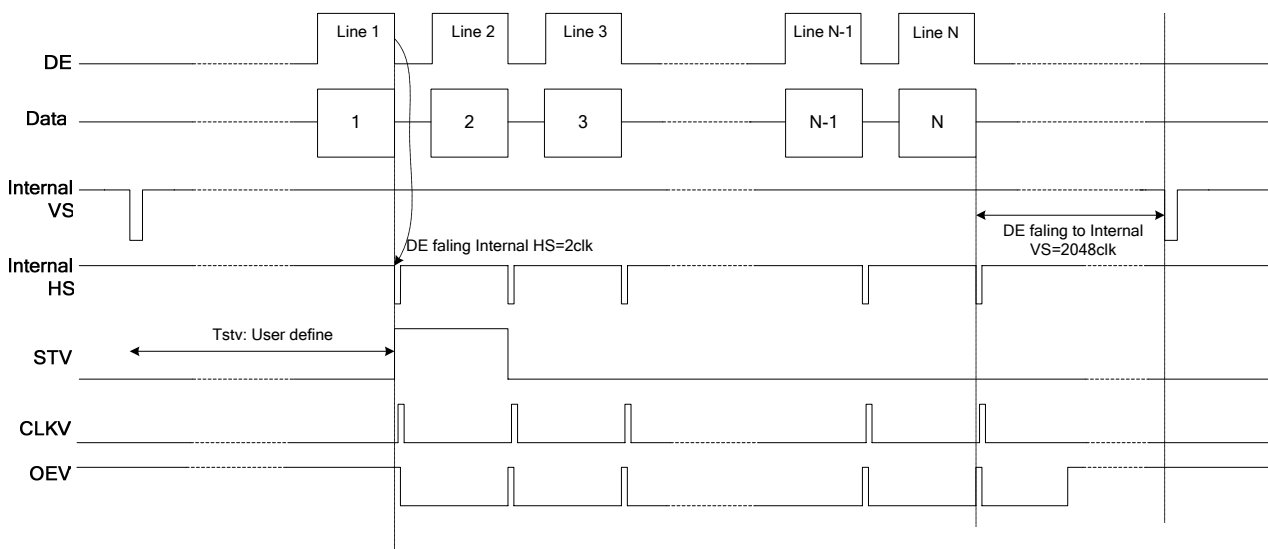 Line 1
Line 2
Line 3
Line N-1
Line N
DE
Data
1
2
3
N-1
N
Internal
VS
DE faling to Internal
VS=2048clk
DE faling Internal HS=2clk
Internal
HS
Tstv: User define
STV
CLKV
OEV